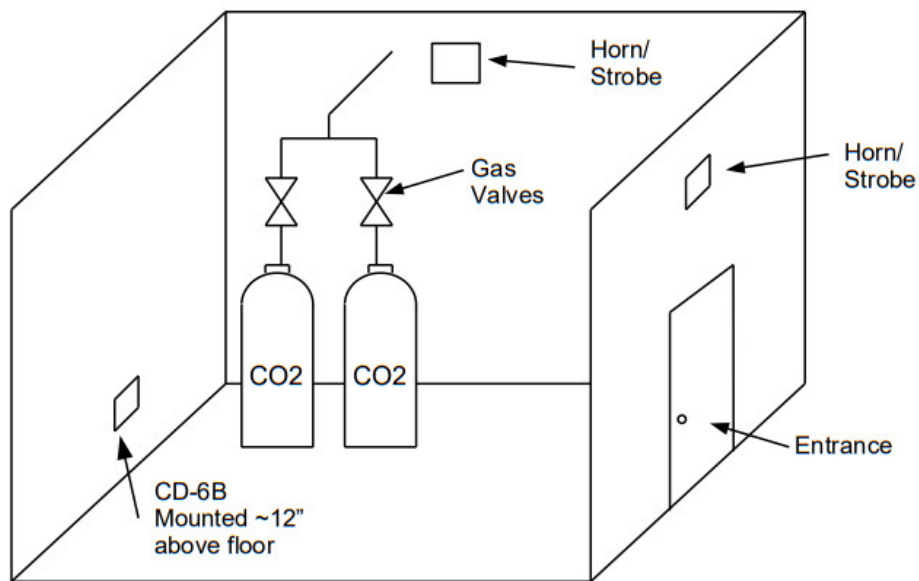 Horn/
Strobe
Horn/
Strobe
Gas
Valves
CO2
CO2
Entrance
CD-6B
Mounted ~12”
above floor